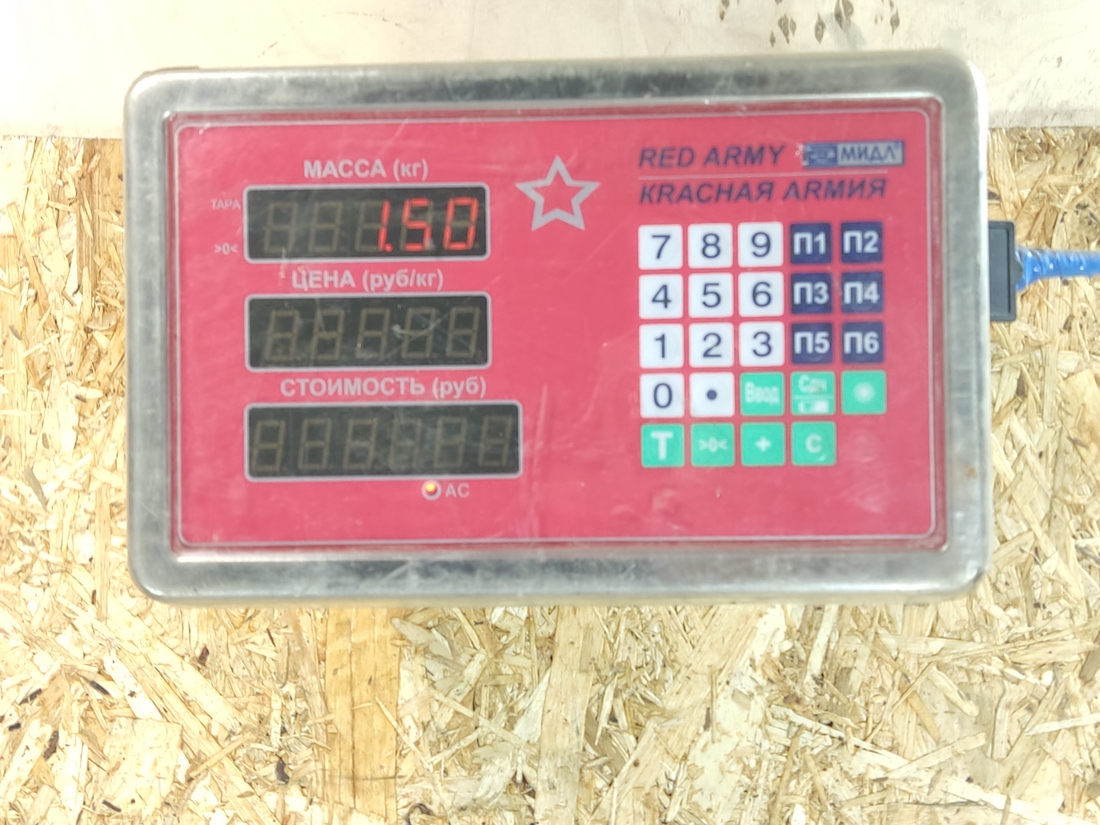 МАССА (кг)
ТАРА
1.50
>0<
ЦЕНА (руб/кг)
СТОИМОСТЬ (руб)
AC
RED ARMY МИДЛ
КRАСНАЯ АRМИЯ
7 8 9 П1 П2
4 5 6 П3 П4
1 2 3 П5 П6
0 . Ввод Сдч
T >0< + C